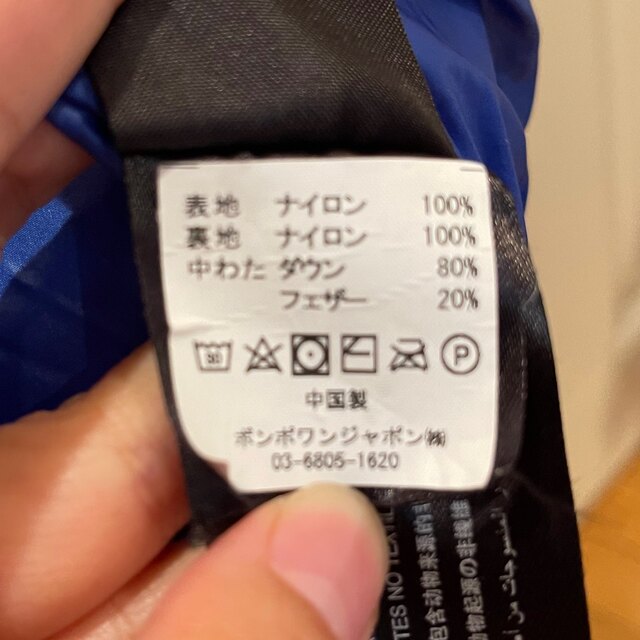 表地 ナイロン 100%
裏地 ナイロン 100%
中わた ダウン 80%
フェザー 20%
30
P
中国製
ボンポワンジャポン㈱
03-6805-1620